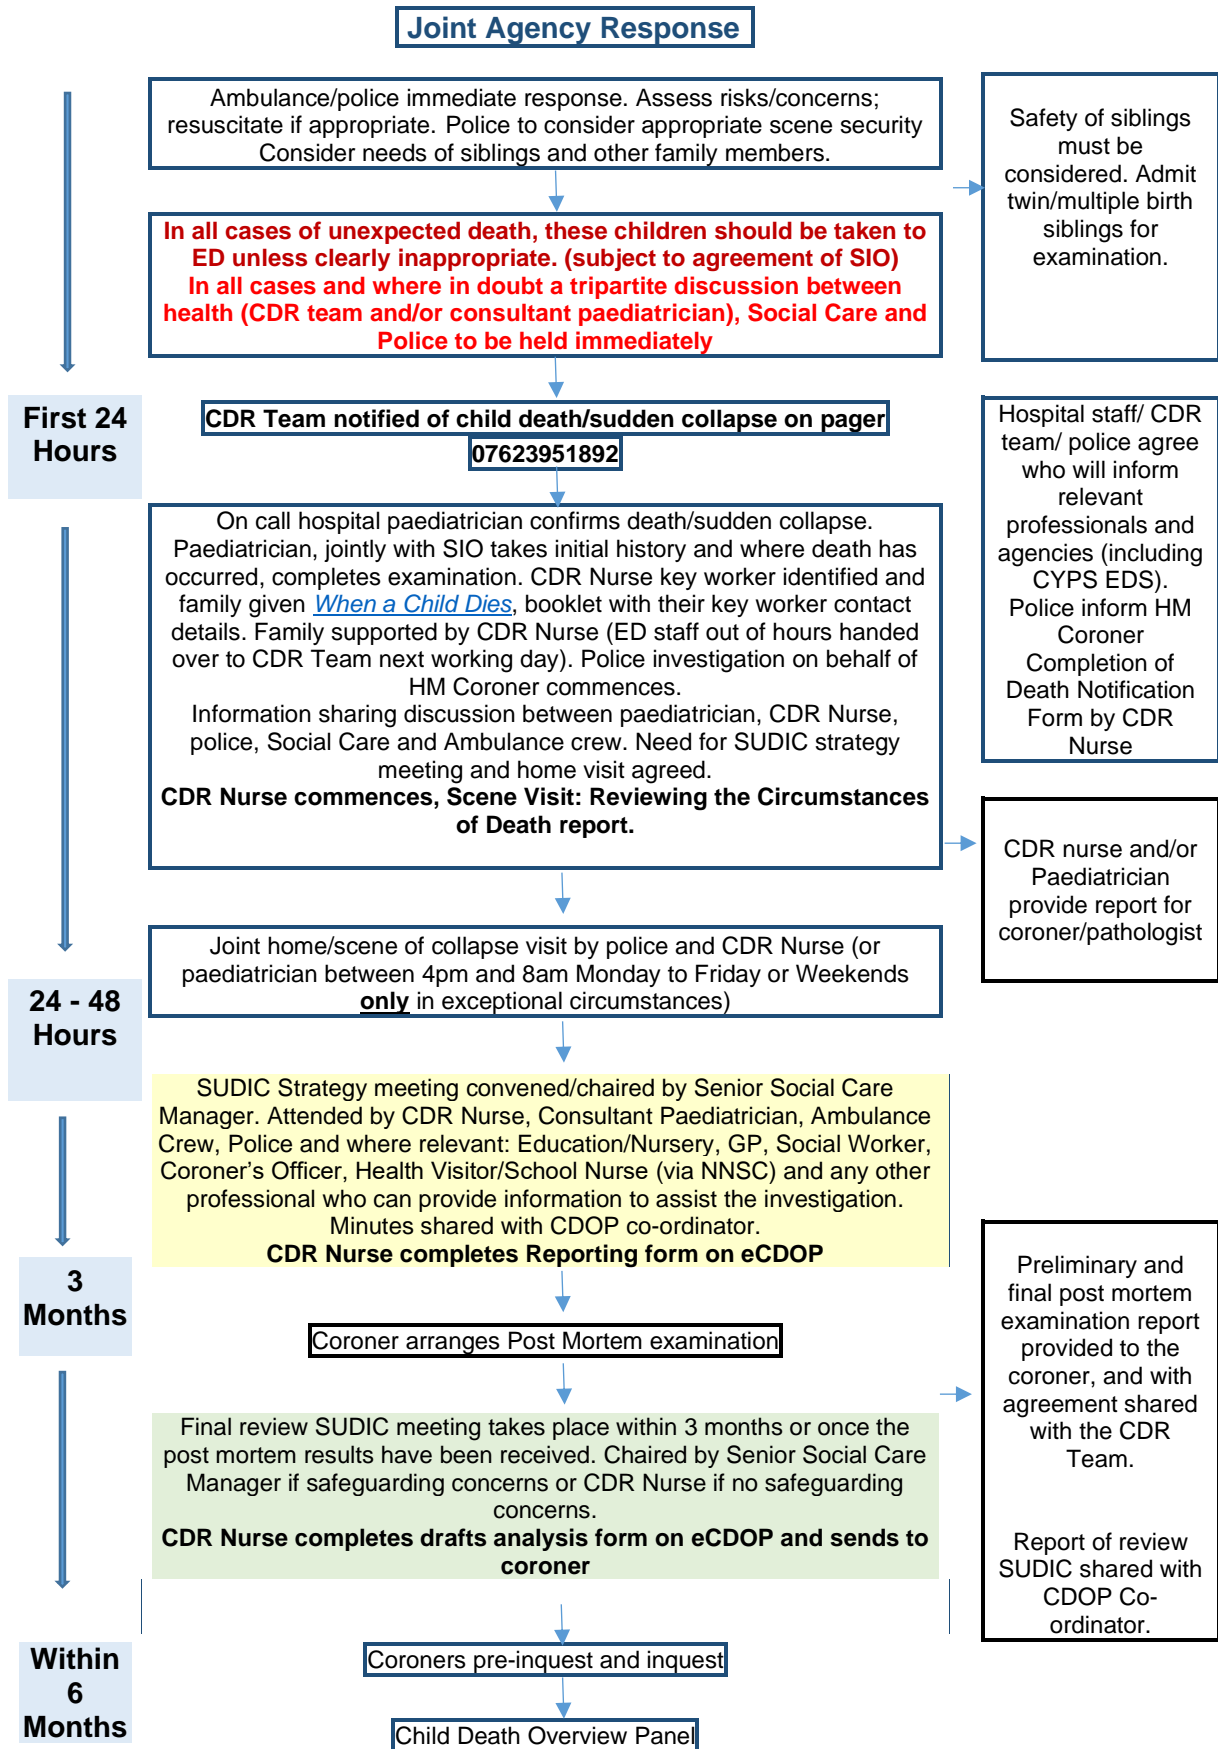 Joint Agency Response
Ambulance/police immediate response. Assess risks/concerns;
resuscitate if appropriate. Police to consider appropriate scene security
Consider needs of siblings and other family members.
Safety of siblings
must be
considered. Admit
twin/multiple birth
siblings for
examination.
In all cases of unexpected death, these children should be taken to
ED unless clearly inappropriate. (subject to agreement of SIO)
In all cases and where in doubt a tripartite discussion between
health (CDR team and/or consultant paediatrician), Social Care and
Police to be held immediately
First 24
Hours
CDR Team notified of child death/sudden collapse on pager
07623951892
Hospital staff/ CDR
team/ police agree
who will inform
relevant
professionals and
agencies (including
CYPS EDS).
Police inform HM
Coroner
Completion of
Death Notification
Form by CDR
Nurse
On call hospital paediatrician confirms death/sudden collapse.
Paediatrician, jointly with SIO takes initial history and where death has
occurred, completes examination. CDR Nurse key worker identified and
family given When a Child Dies, booklet with their key worker contact
details. Family supported by CDR Nurse (ED staff out of hours handed
over to CDR Team next working day). Police investigation on behalf of
HM Coroner commences.
Information sharing discussion between paediatrician, CDR Nurse,
police, Social Care and Ambulance crew. Need for SUDIC strategy
meeting and home visit agreed.
CDR Nurse commences, Scene Visit: Reviewing the Circumstances
of Death report.
CDR nurse and/or
Paediatrician
provide report for
coroner/pathologist
24 - 48
Hours
Joint home/scene of collapse visit by police and CDR Nurse (or
paediatrician between 4pm and 8am Monday to Friday or Weekends
only in exceptional circumstances)
SUDIC Strategy meeting convened/chaired by Senior Social Care
Manager. Attended by CDR Nurse, Consultant Paediatrician, Ambulance
Crew, Police and where relevant: Education/Nursery, GP, Social Worker,
Coroner's Officer, Health Visitor/School Nurse (via NNSC) and any other
professional who can provide information to assist the investigation.
Minutes shared with CDOP co-ordinator.
CDR Nurse completes Reporting form on eCDOP
3
Months
Coroner arranges Post Mortem examination
Preliminary and
final post mortem
examination report
provided to the
coroner, and with
agreement shared
with the CDR
Team.
Report of review
SUDIC shared with
CDOP Co-
ordinator.
Final review SUDIC meeting takes place within 3 months or once the
post mortem results have been received. Chaired by Senior Social Care
Manager if safeguarding concerns or CDR Nurse if no safeguarding
concerns.
CDR Nurse completes drafts analysis form on eCDOP and sends to
coroner
Within
6
Months
Coroners pre-inquest and inquest
Child Death Overview Panel